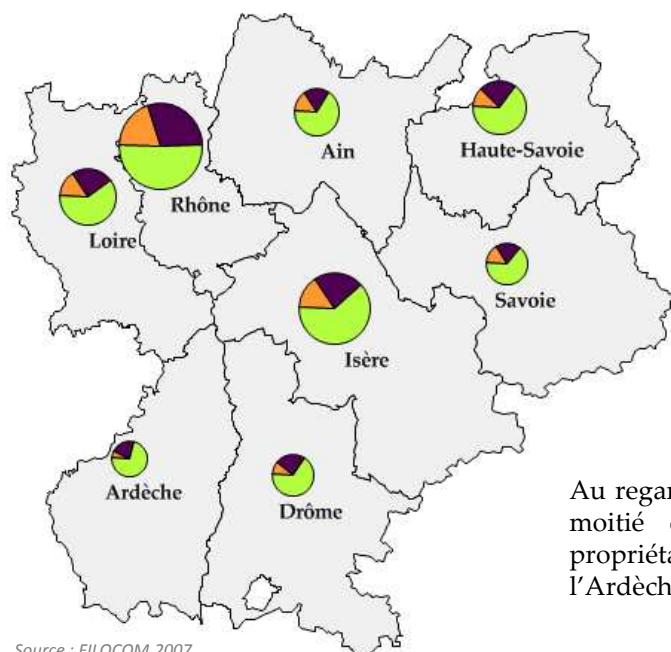 Ain
Haute-Savoie
Rhône
Loire
Savoie
Isère
Ardèche
Drôme
Au regar
moitié
propriéta
l'Ardèch
Source : FILOCOM 2007